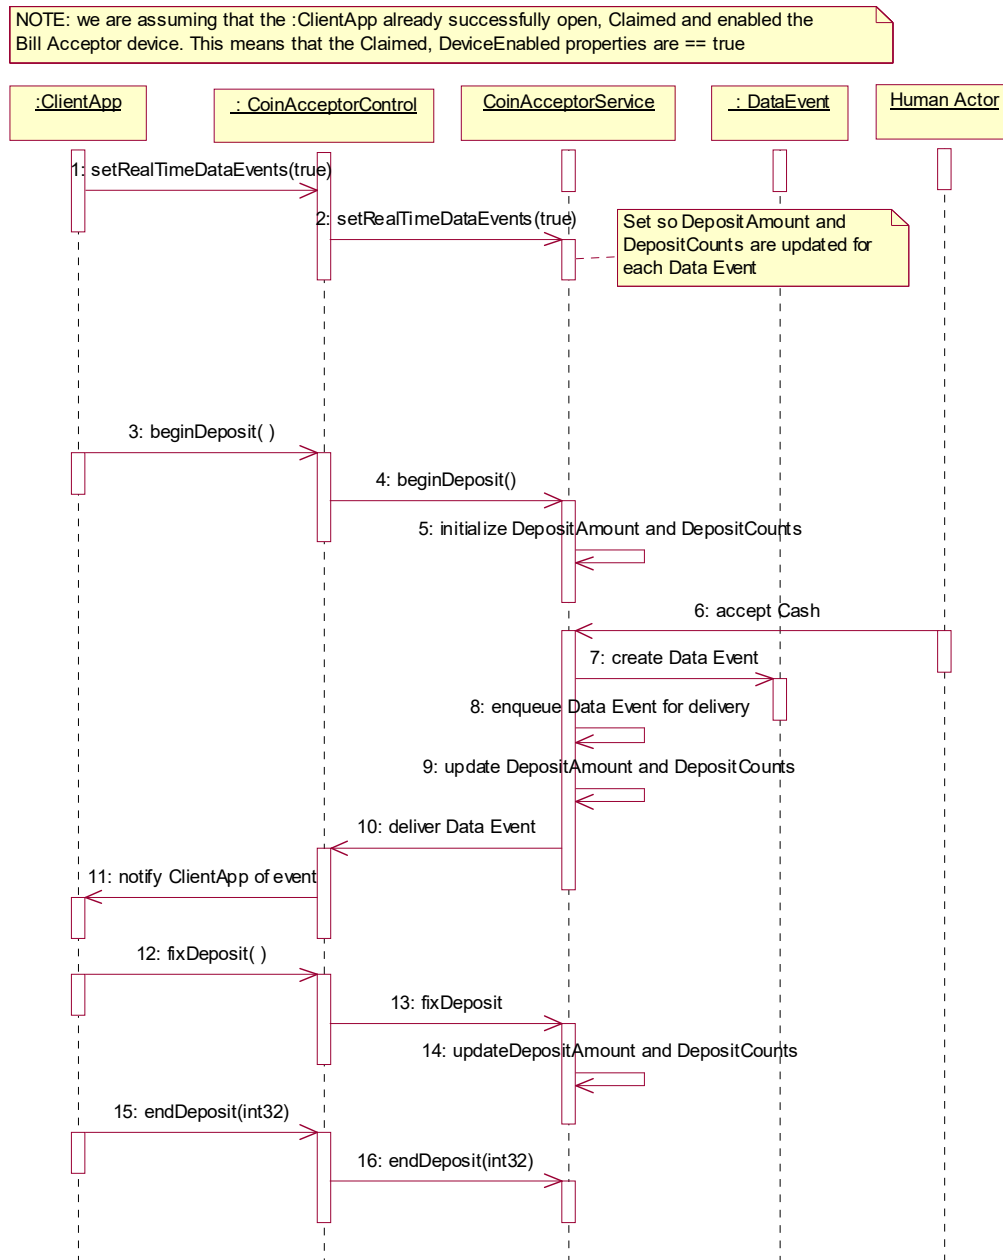 NOTE: we are assuming that the :ClientApp already successfully open, Claimed and enabled the
Bill Acceptor device. This means that the Claimed, DeviceEnabled properties are == true
:ClientApp
: CoinAcceptorControl
CoinAcceptorService
: DataEvent
Human Actor
1: setRealTimeDataEvents(true)
2: setRealTimeDataEvents(true)
Set so DepositAmount and
DepositCounts are updated for
each Data Event
3: beginDeposit( )
4: beginDeposit()
5: initialize DepositAmount and DepositCounts
6: accept Cash
7: create Data Event
8: enqueue Data Event for delivery
9: update DepositAmount and DepositCounts
10: deliver Data Event
11: notify ClientApp of event
12: fixDeposit( )
13: fixDeposit
14: updateDepositAmount and DepositCounts
15: endDeposit(int32)
16: endDeposit(int32)